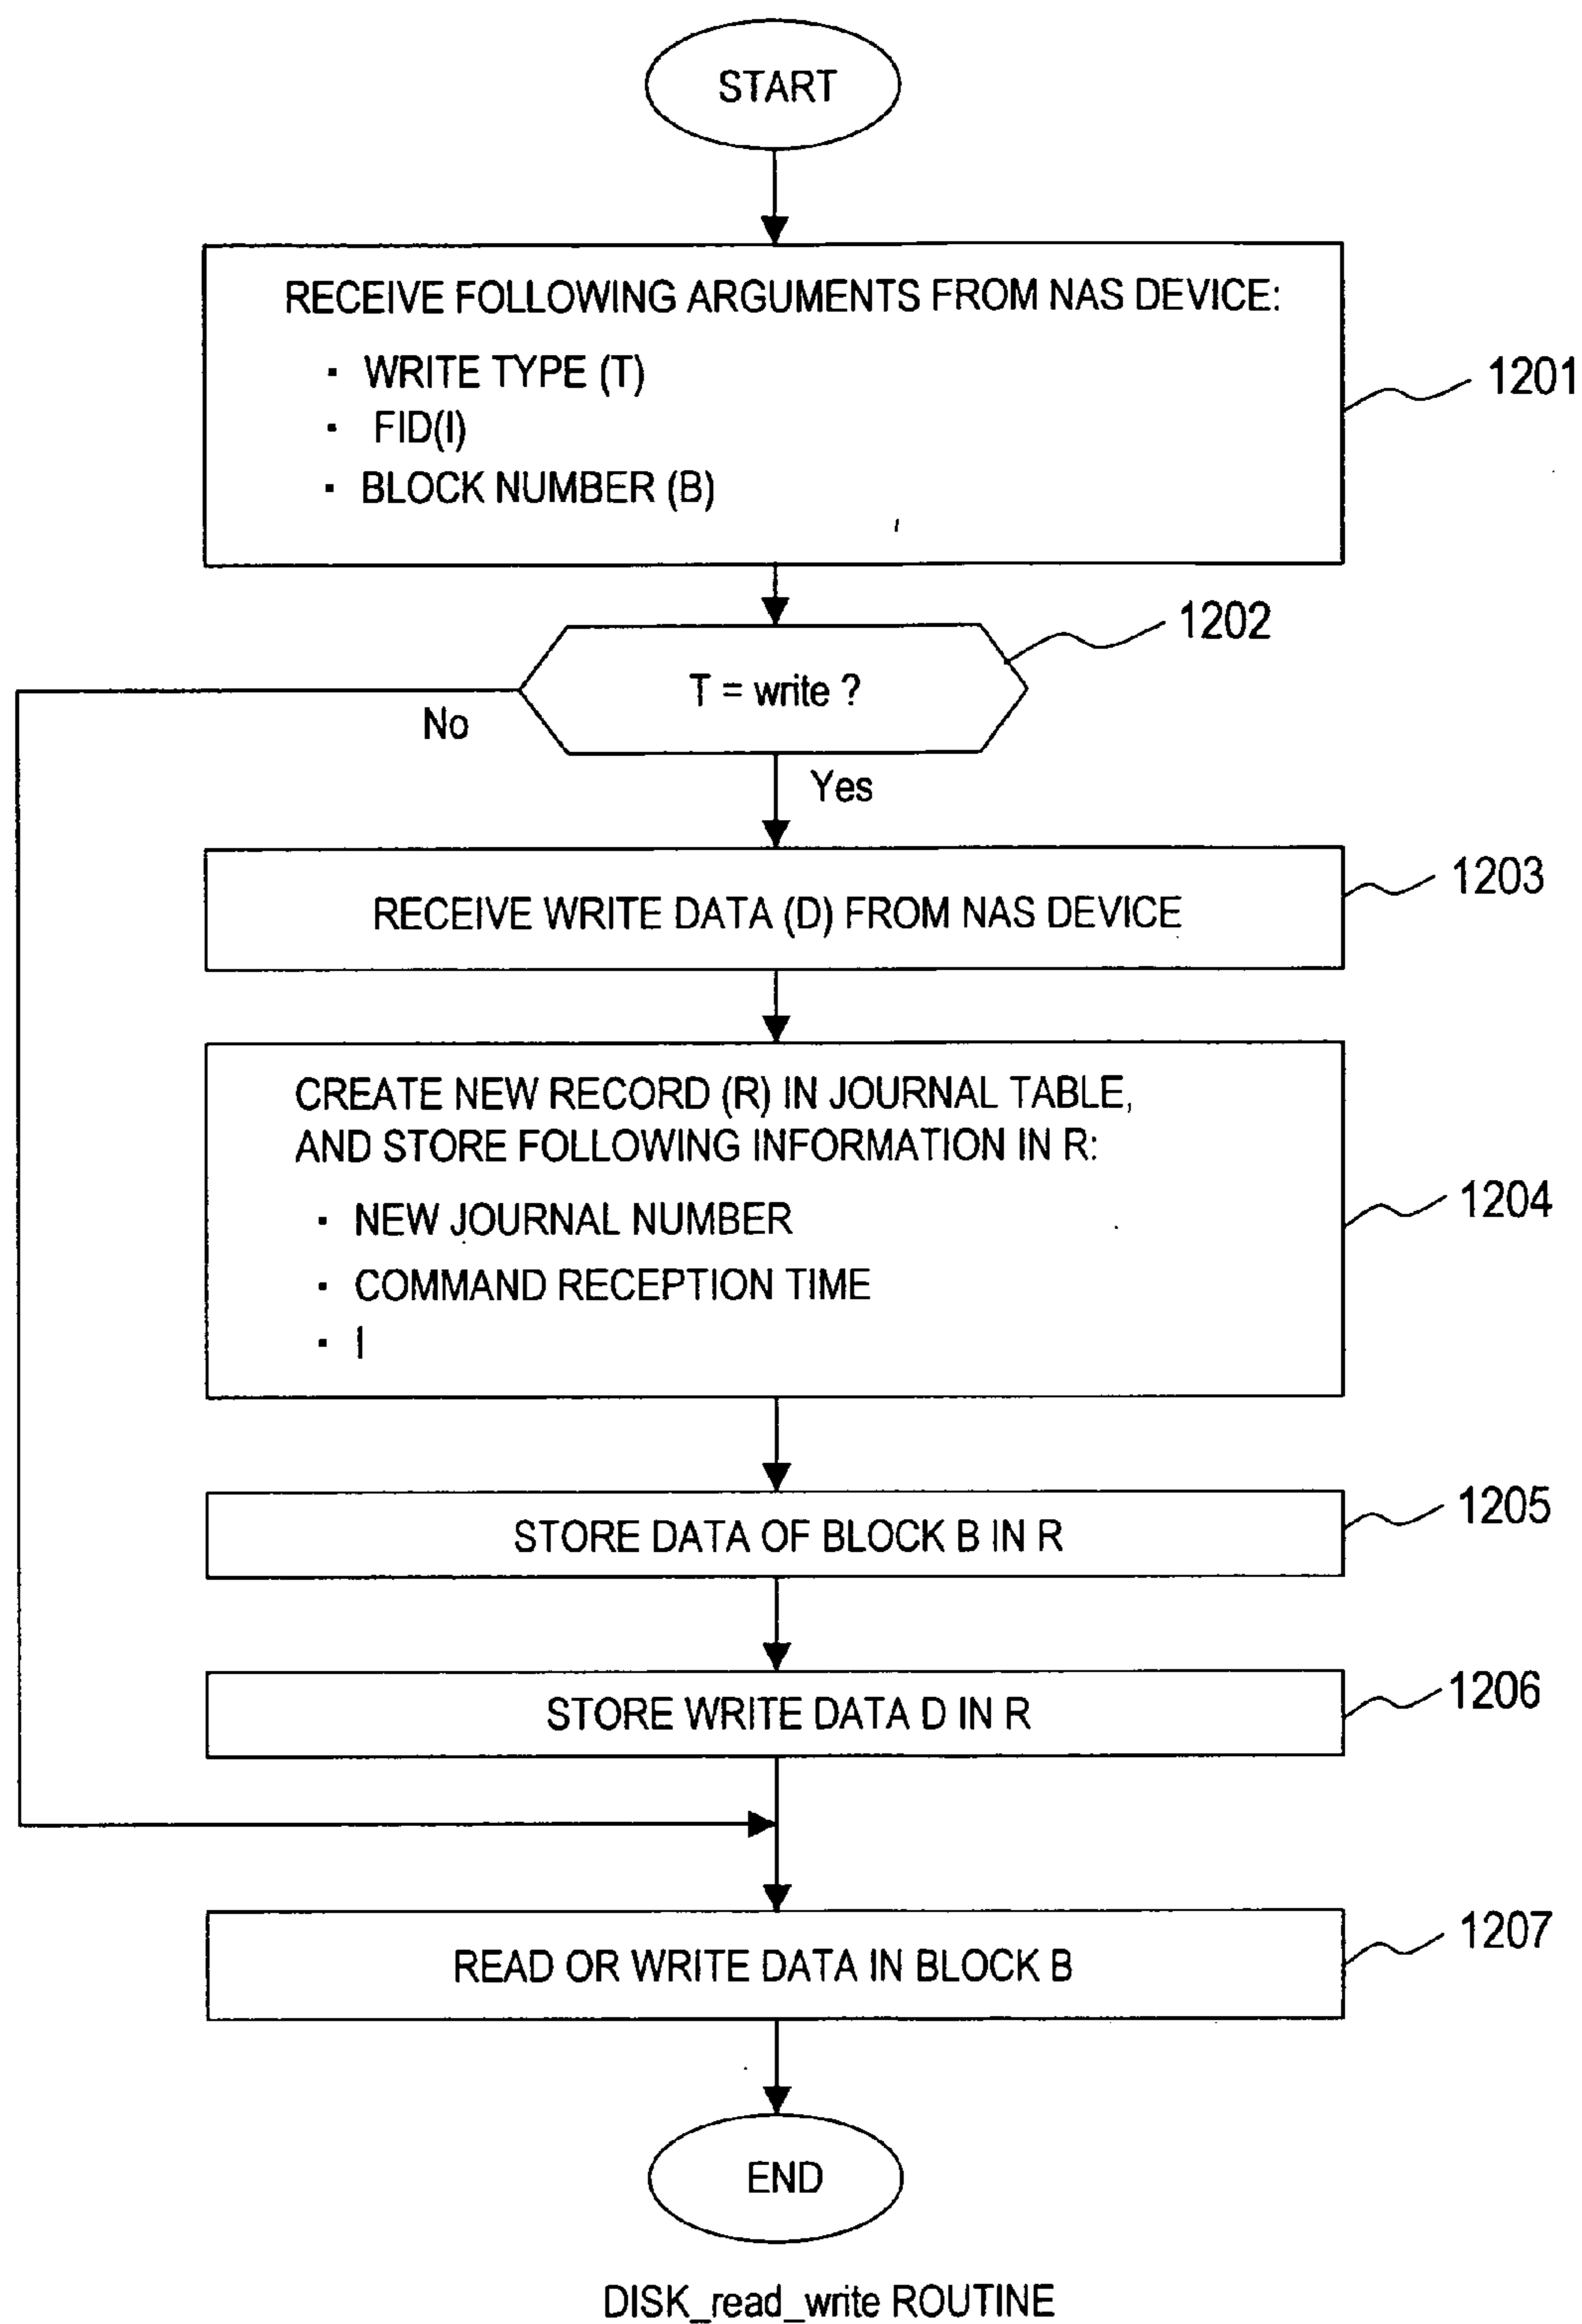 START
RECEIVE FOLLOWING ARGUMENTS FROM NAS DEVICE:
· WRITE TYPE (T)
· FID(I)
· BLOCK NUMBER (B)
1201
1202
T = write ?
No
Yes
1203
RECEIVE WRITE DATA (D) FROM NAS DEVICE
CREATE NEW RECORD (R) IN JOURNAL TABLE,
AND STORE FOLLOWING INFORMATION IN R:
· NEW JOURNAL NUMBER
· COMMAND RECEPTION TIME
· I
1204
1205
STORE DATA OF BLOCK B IN R
1206
STORE WRITE DATA D IN R
1207
READ OR WRITE DATA IN BLOCK B
END
DISK_read_write ROUTINE